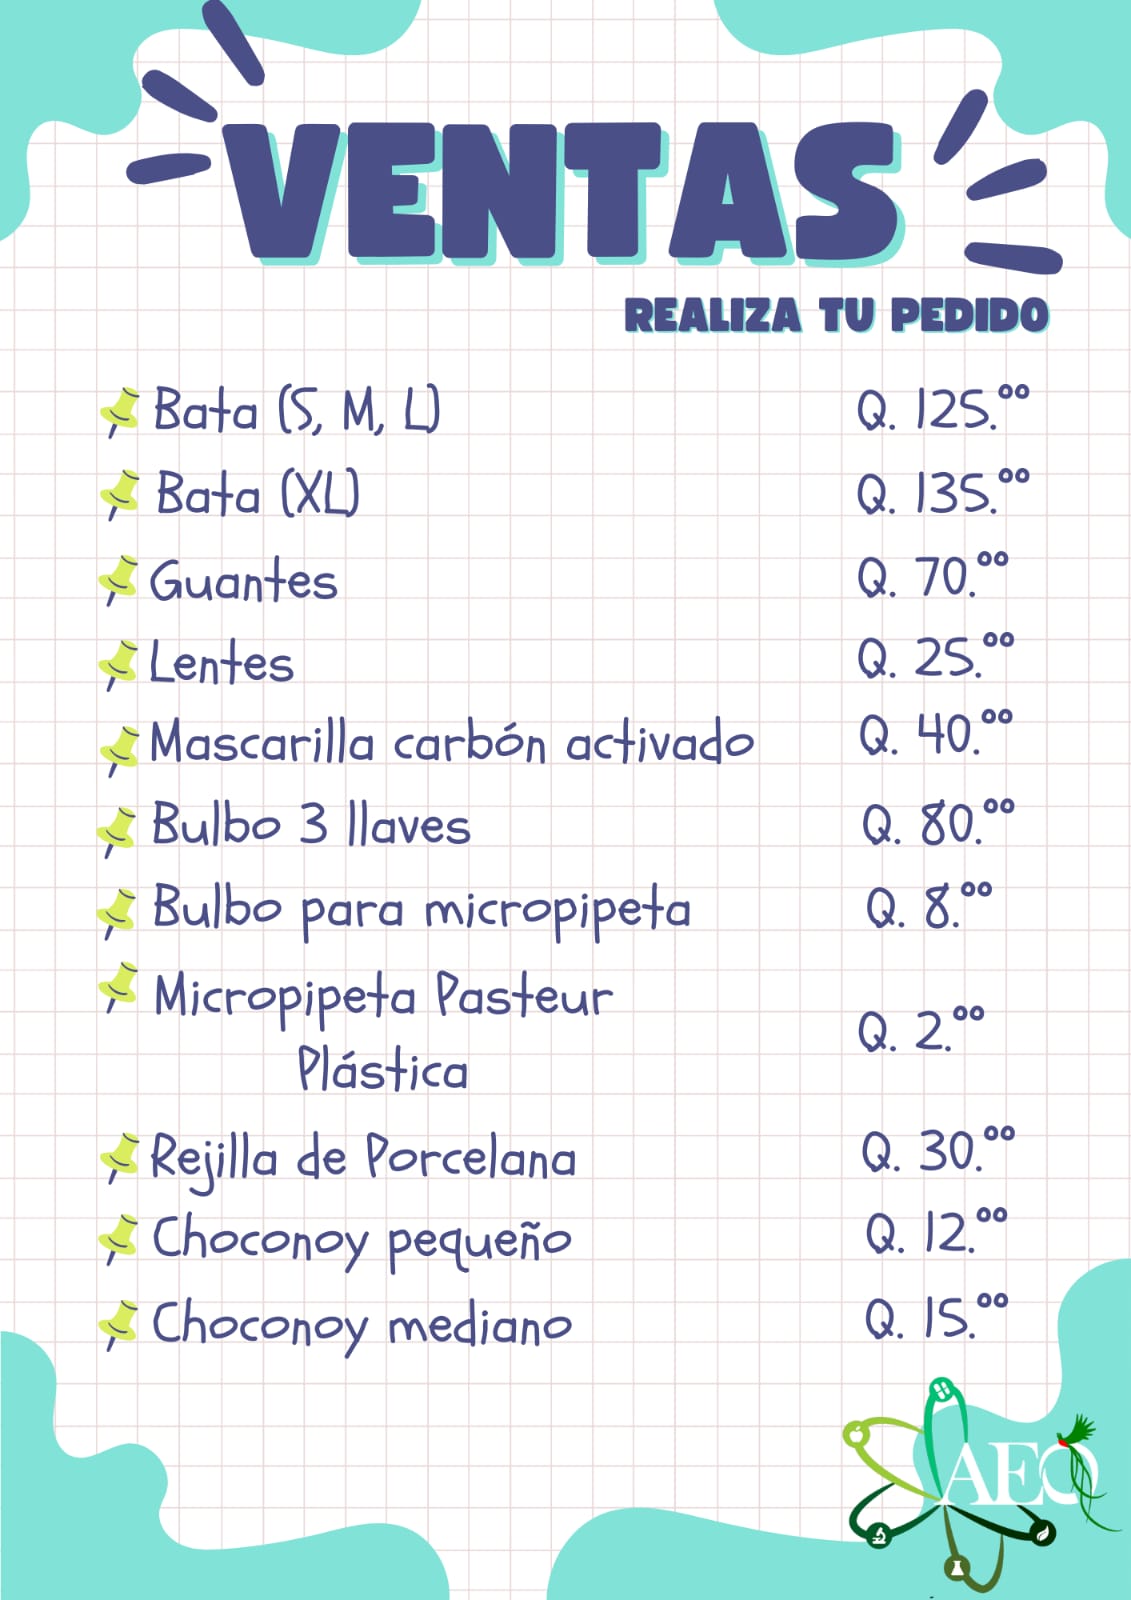 VENTAS
REALIZA TU PEDIDO
Bata (S, M, L) Q. 125.⁰⁰
Bata (XL) Q. 135.⁰⁰
Guantes Q. 70.⁰⁰
Lentes Q. 25.⁰⁰
Mascarilla carbón activado Q. 40.⁰⁰
Bulbo 3 llaves Q. 80.⁰⁰
Bulbo para micropipeta Q. 8.⁰⁰
Micropipeta Pasteur
Plástica Q. 2.⁰⁰
Rejilla de Porcelana Q. 30.⁰⁰
Choconoy pequeño Q. 12.⁰⁰
Choconoy mediano Q. 15.⁰⁰
AEQ